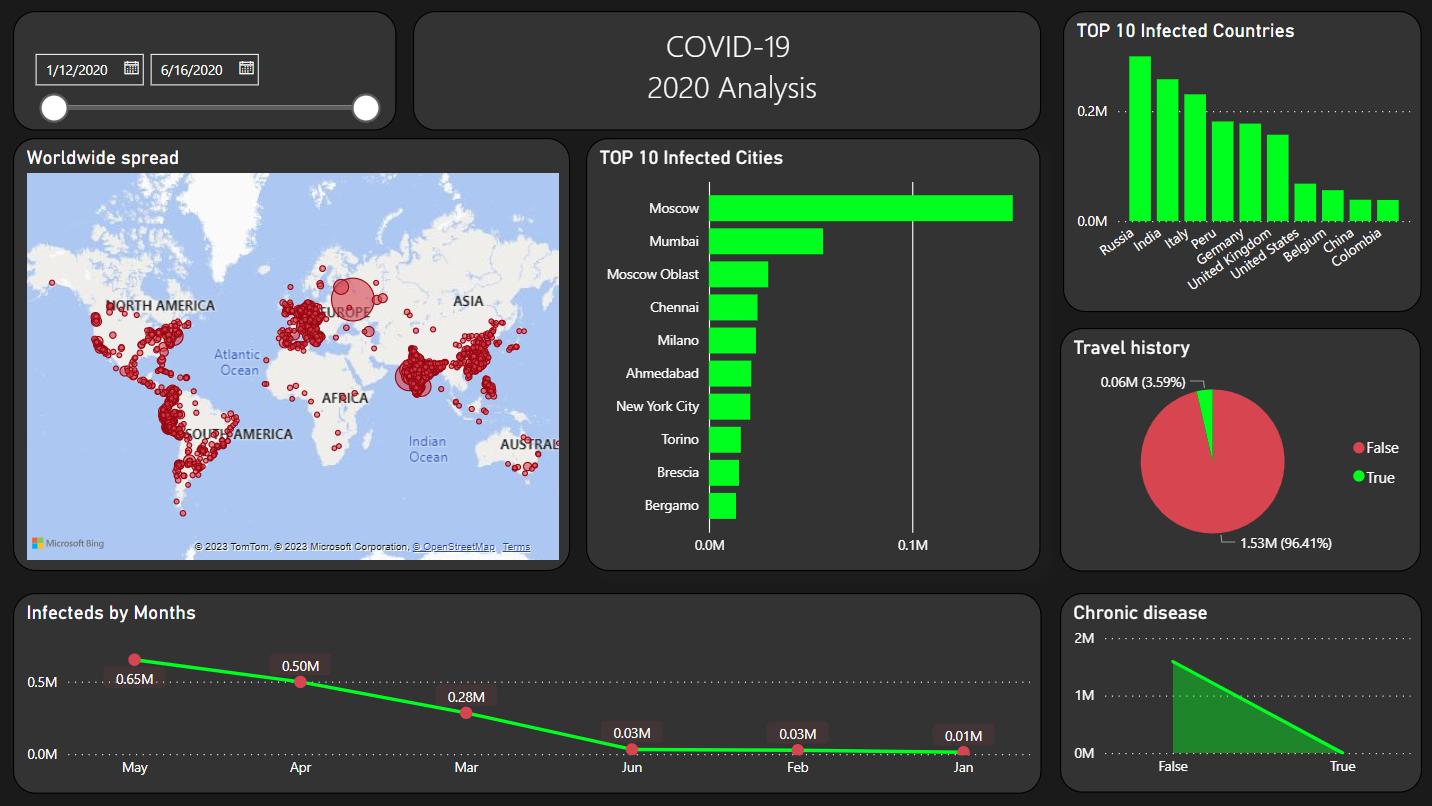 1/12/2020
6/16/2020
COVID-19
2020 Analysis
TOP 10 Infected Countries
0.2M
0.0M
Russia
India
Italy
Peru
Germany
United Kingdom
United States
Belgium
China
Colombia
Worldwide spread
NORTH AMERICA
EUROPE
ASIA
Atlantic
Ocean
AFRICA
SOUTH AMERICA
Indian
Ocean
AUSTRAL
Microsoft Bing
© 2023 TomTom, © 2023 Microsoft Corporation, © OpenStreetMap Terms
TOP 10 Infected Cities
Moscow
Mumbai
Moscow Oblast
Chennai
Milano
Ahmedabad
New York City
Torino
Brescia
Bergamo
0.0M
0.1M
Travel history
0.06M (3.59%)
False
True
1.53M (96.41%)
Infecteds by Months
0.5M
0.0M
0.65M
0.50M
0.28M
0.03M
0.03M
0.01M
May
Apr
Mar
Jun
Feb
Jan
Chronic disease
2M
1M
0M
False
True